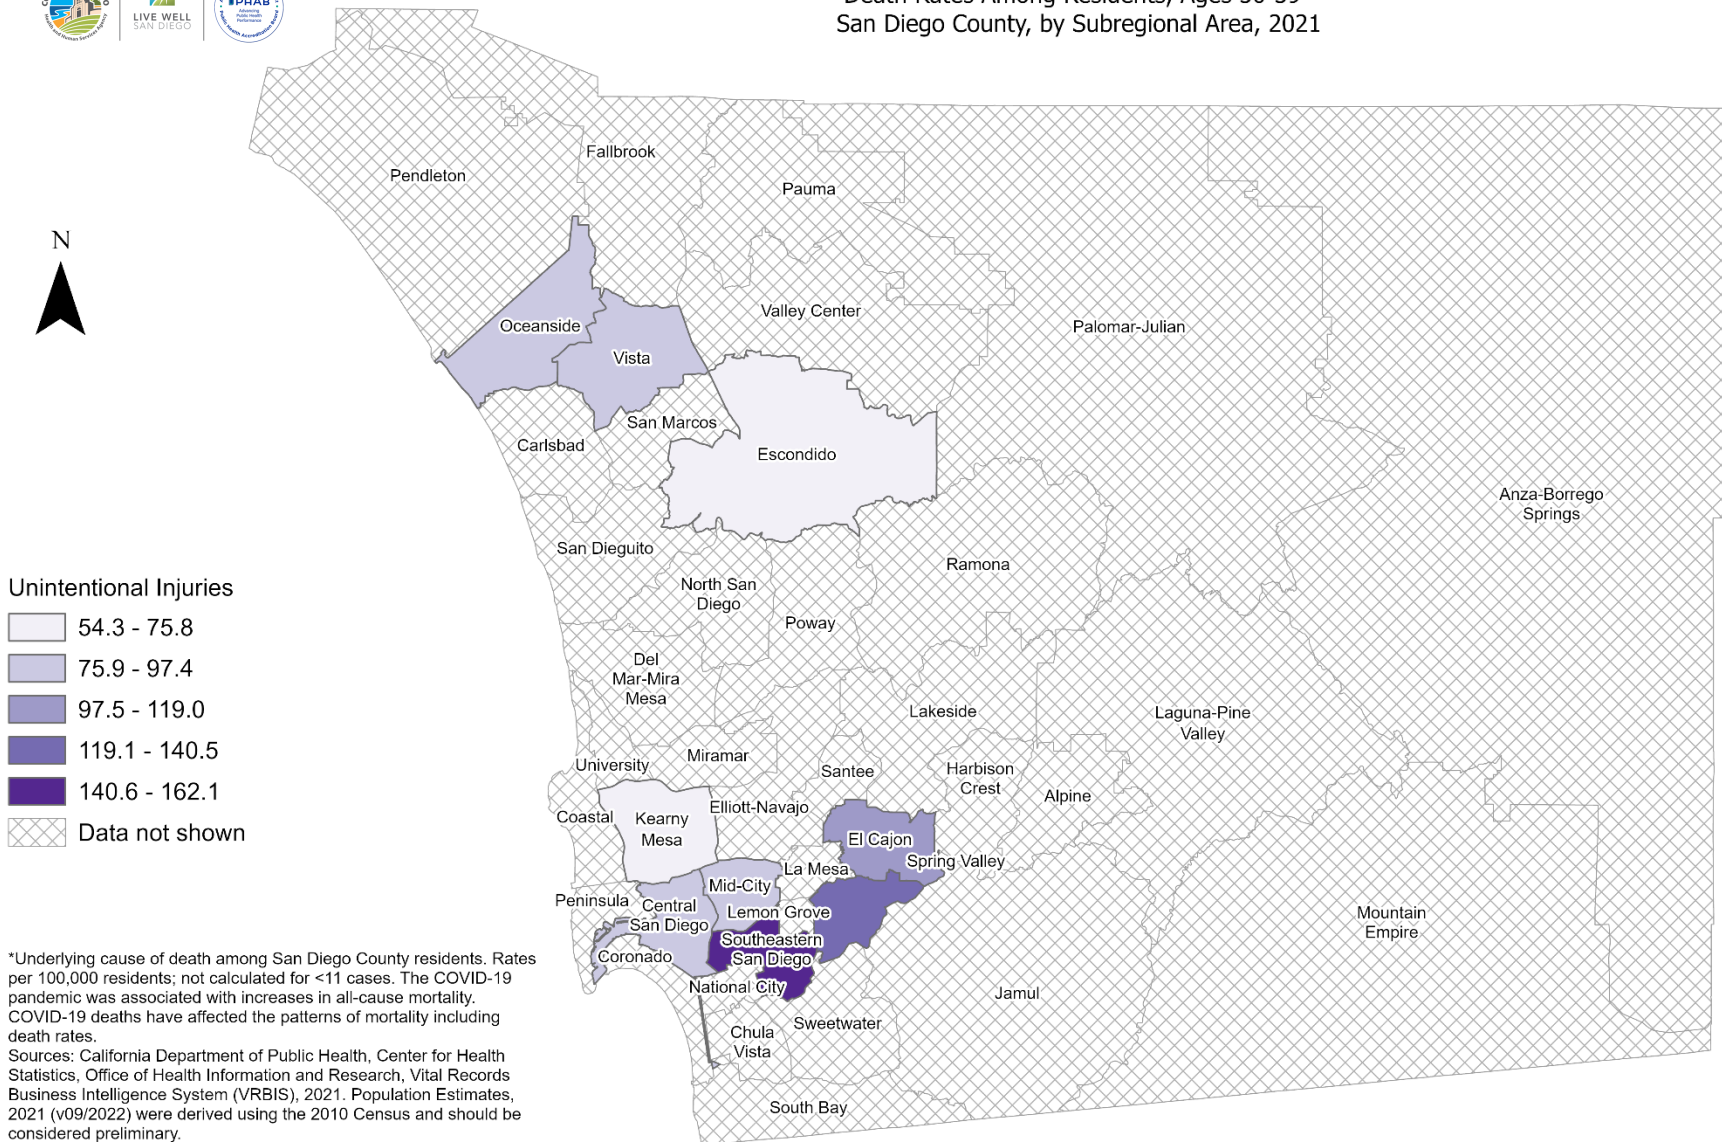 PHAB
Advancing
Public Health
Performance
LIVE WELL
SAN DIEGO
San Diego County, by Subregional Area, 2021
N
Pendleton
Fallbrook
Pauma
Oceanside
Vista
Valley Center
Palomar-Julian
San Marcos
Carlsbad
Escondido
Anza-Borrego
Springs
San Dieguito
North San
Diego
Ramona
Poway
Del
Mar-Mira
Mesa
Lakeside
Laguna-Pine
Valley
University
Miramar
Santee
Harbison
Crest
Alpine
Coastal
Kearny
Mesa
Elliott-Navajo
El Cajon
Spring Valley
La Mesa
Mid-City
Peninsula
Central
San Diego
Lemon Grove
Mountain
Empire
Southeastern
San Diego
Coronado
National City
Jamul
Chula
Vista
Sweetwater
South Bay
Unintentional Injuries
54.3 - 75.8
75.9 - 97.4
97.5 - 119.0
119.1 - 140.5
140.6 - 162.1
Data not shown
*Underlying cause of death among San Diego County residents. Rates
per 100,000 residents; not calculated for <11 cases. The COVID-19
pandemic was associated with increases in all-cause mortality.
COVID-19 deaths have affected the patterns of mortality including
death rates.
Sources: California Department of Public Health, Center for Health
Statistics, Office of Health Information and Research, Vital Records
Business Intelligence System (VRBIS), 2021. Population Estimates,
2021 (v09/2022) were derived using the 2010 Census and should be
considered preliminary.